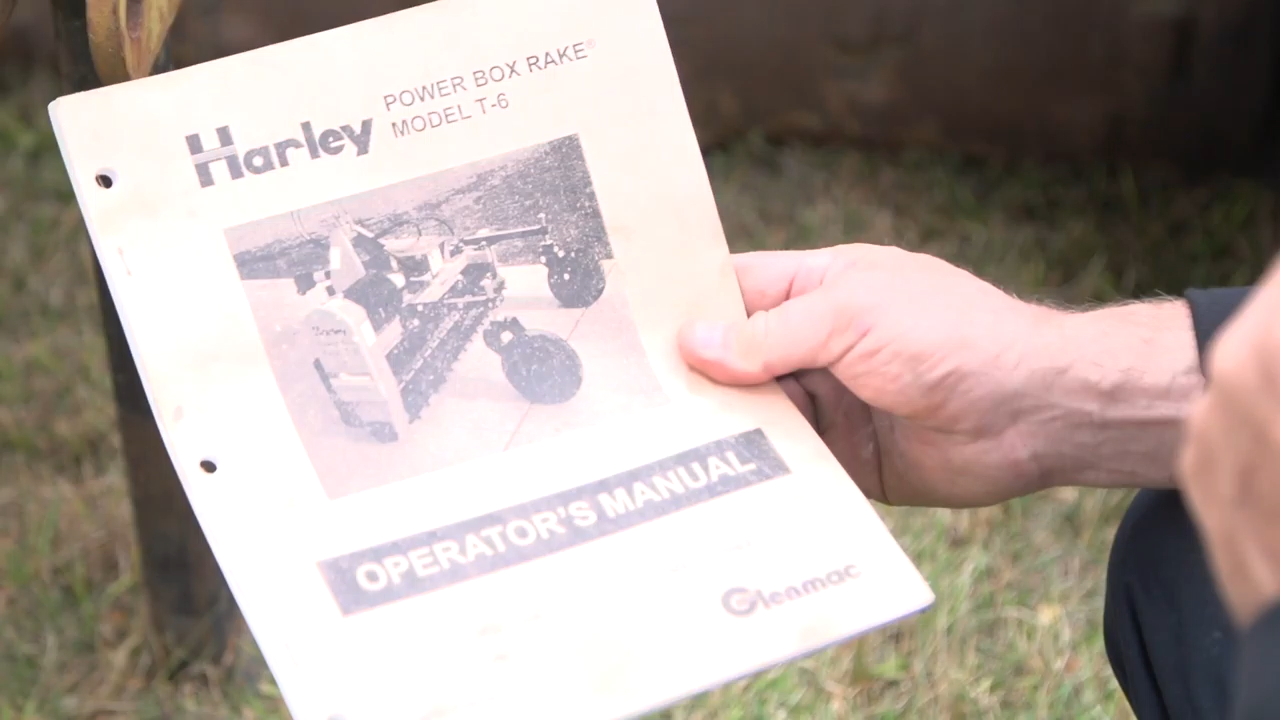 Harley
POWER BOX RAKE®
MODEL T-6
OPERATOR'S MANUAL
Glenmac